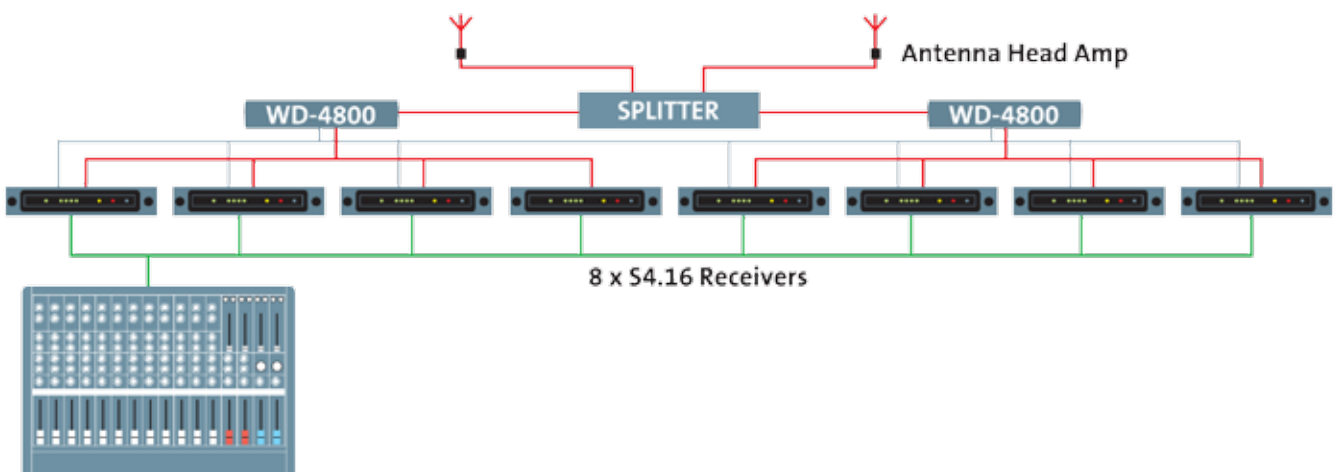 Antenna Head Amp
WD-4800
SPLITTER
WD-4800
8 x S4.16 Receivers